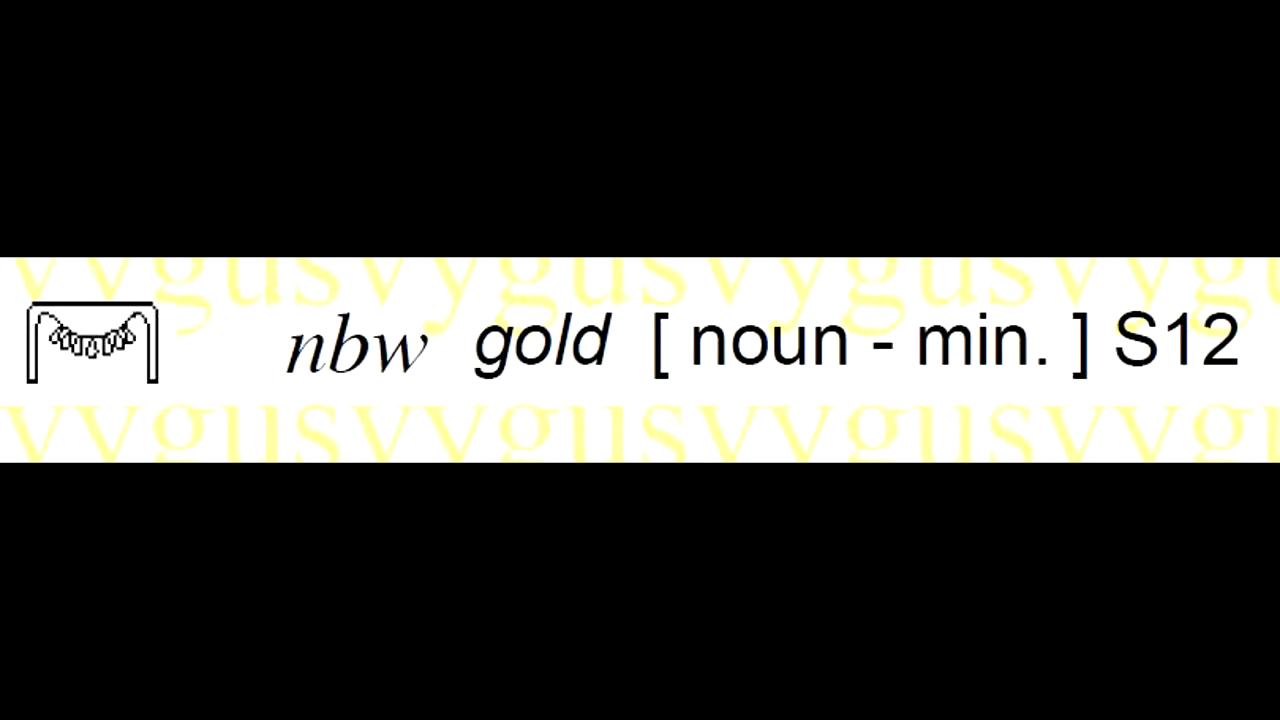 𓋞 nbw gold [ noun - min. ] S12